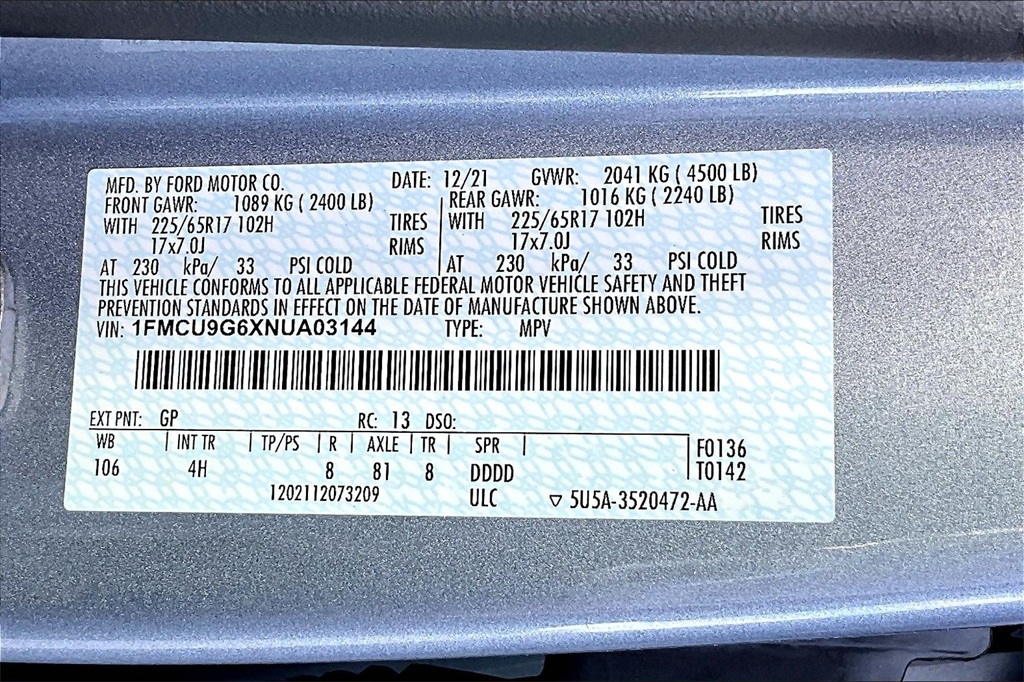 MFD. BY FORD MOTOR CO. DATE: 12/21 GVWR: 2041 KG ( 4500 LB)
FRONT GAWR: 1089 KG ( 2400 LB) REAR GAWR: 1016 KG ( 2240 LB)
WITH 225/65R17 102H TIRES WITH 225/65R17 102H TIRES
17x7.0J RIMS 17x7.0J RIMS
AT 230 kPa/ 33 PSI COLD AT 230 kPa/ 33 PSI COLD
THIS VEHICLE CONFORMS TO ALL APPLICABLE FEDERAL MOTOR VEHICLE SAFETY AND THEFT
PREVENTION STANDARDS IN EFFECT ON THE DATE OF MANUFACTURE SHOWN ABOVE.
VIN: 1FMCU9G6XNUA03144 TYPE: MPV
EXT PNT: GP RC: 13 DSO:
WB | INT TR | TP/PS | R | AXLE | TR | SPR | F0136
106 4H 8 81 8 DDDD T0142
1202112073209 ULC ▽ 5U5A-3520472-AA